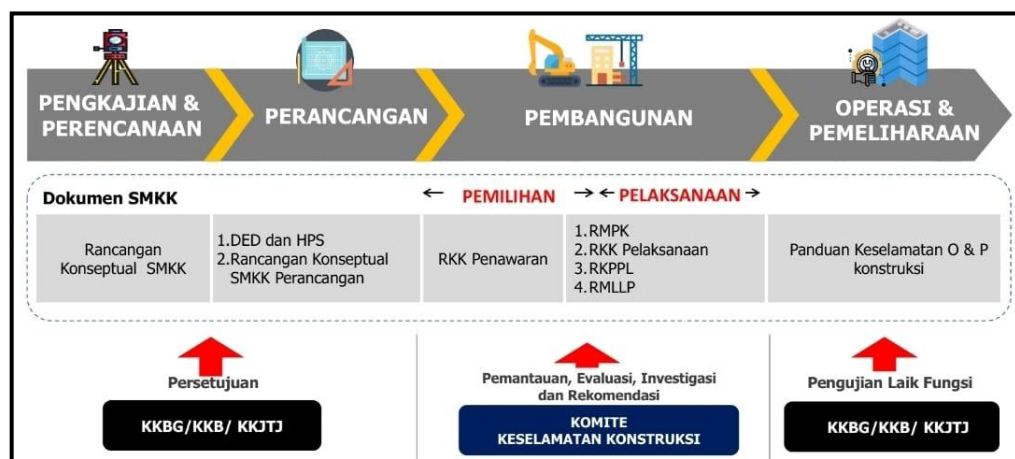 PENGKAJIAN &
PERENCANAAN
PERANCANGAN
PEMBANGUNAN
OPERASI &
PEMELIHARAAN
Dokumen SMKK
← PEMILIHAN →
← PELAKSANAAN →
Rancangan
Konseptual SMKK
1.DED dan HPS
2.Rancangan Konseptual
SMKK Perancangan
RKK Penawaran
1.RMPK
2.RKK Pelaksanaan
3.RKPPL
4.RMLLP
Panduan Keselamatan O & P
konstruksi
Persetujuan
KKBG/KKB/ KKJTJ
Pemantauan, Evaluasi, Investigasi
dan Rekomendasi
KOMITE
KESELAMATAN KONSTRUKSI
Pengujian Laik Fungsi
KKBG/KKB/ KKJTJ